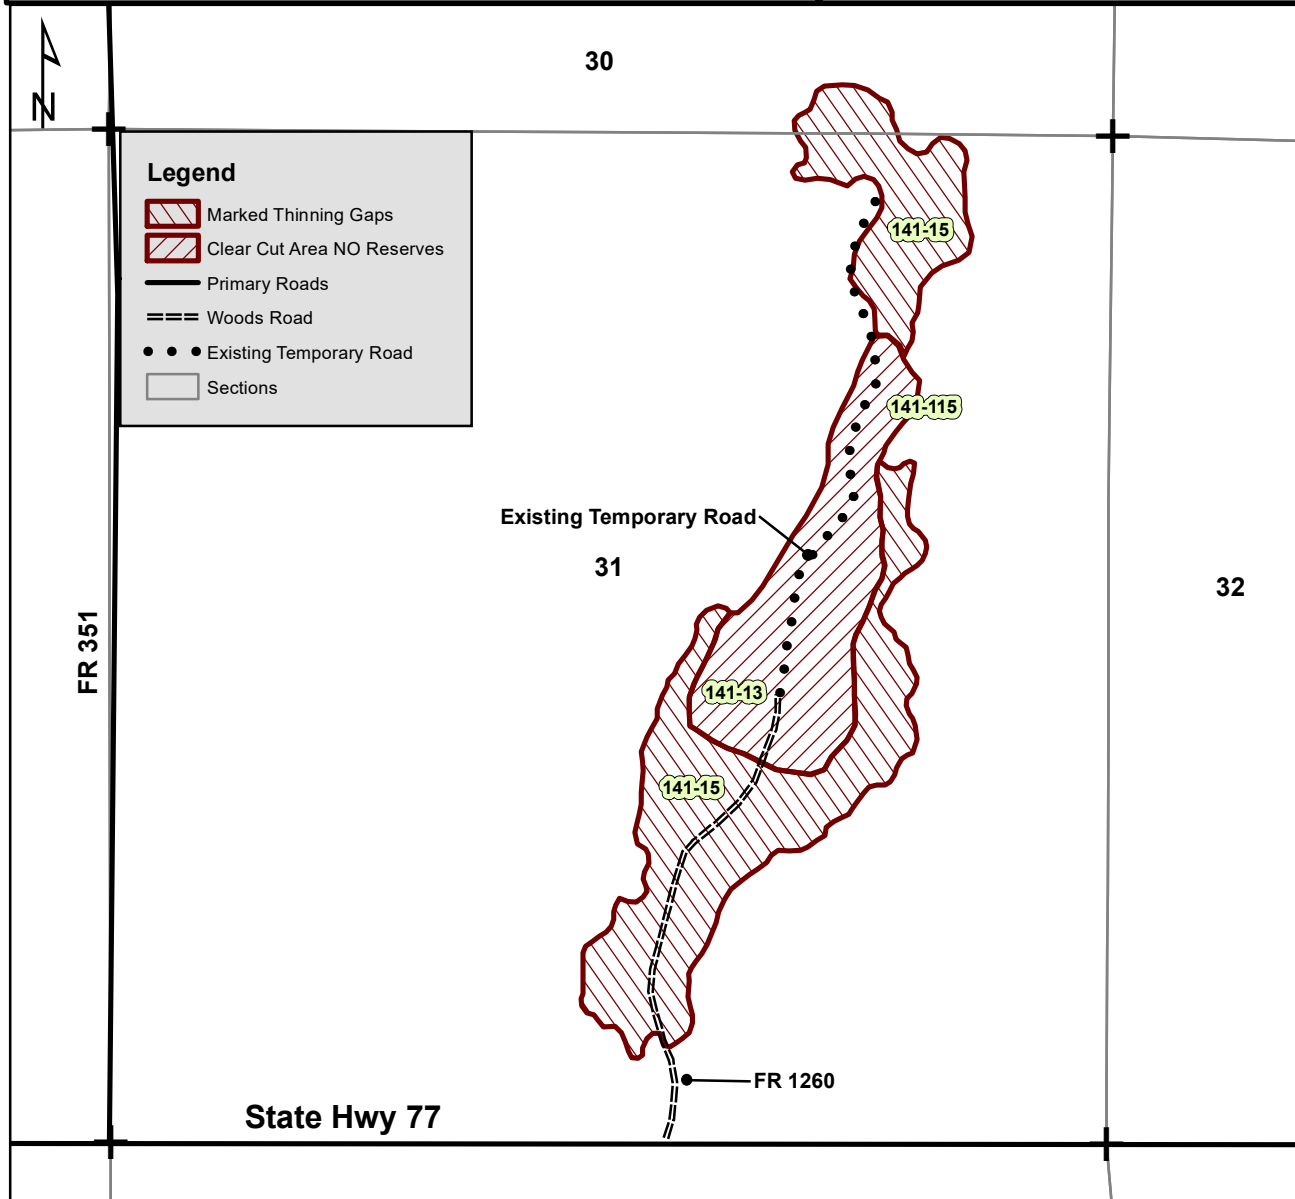 30
N
Legend
Marked Thinning Gaps
Clear Cut Area NO Reserves
Primary Roads
Woods Road
Existing Temporary Road
Sections
141-15
141-115
Existing Temporary Road
31
32
FR 351
141-13
141-15
FR 1260
State Hwy 77